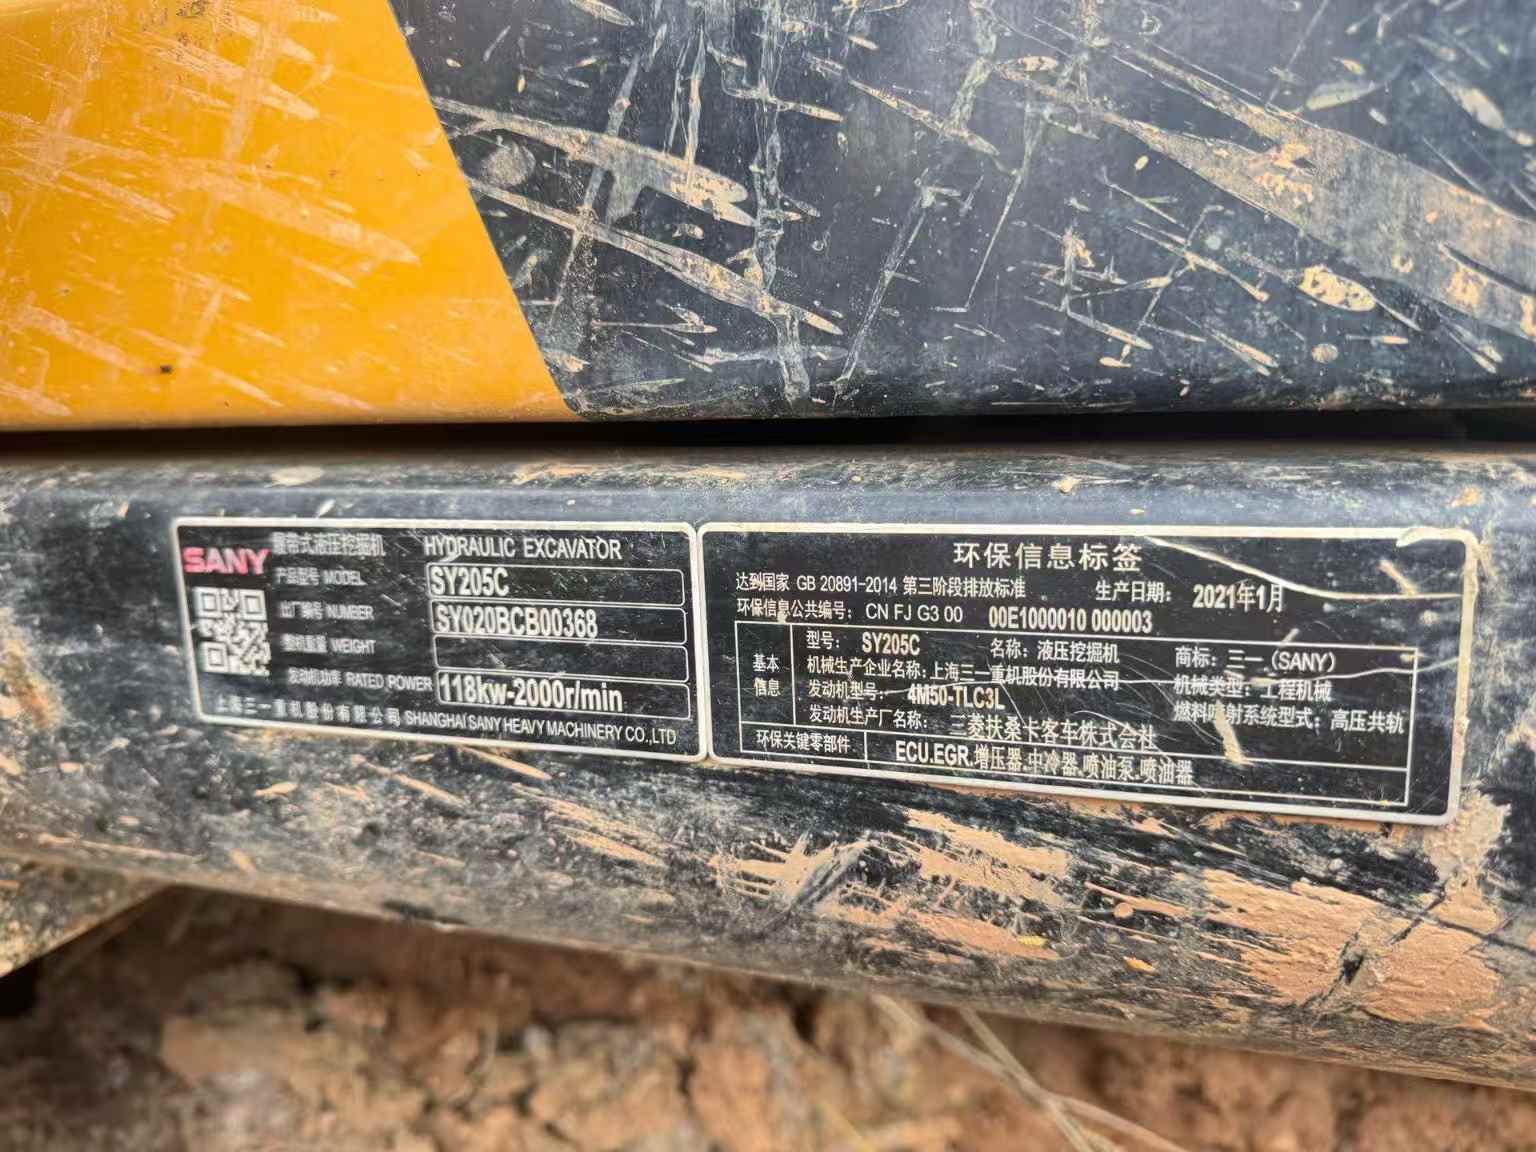 SANY 履带式液压挖掘机 HYDRAULIC EXCAVATOR
产品型号 MODEL SY205C
出厂编号 NUMBER SY020BCB00368
整机重量 WEIGHT
发动机功率 RATED POWER 118kw-2000r/min
上海三一重机股份有限公司 SHANGHAI SANY HEAVY MACHINERY CO.,LTD
环保信息标签
达到国家 GB 20891-2014 第三阶段排放标准 生产日期: 2021年1月
环保信息公共编号: CN FJ G3 00 00E1000010 000003
基本信息
型号: SY205C 名称: 液压挖掘机 商标: 三一 (SANY)
机械生产企业名称: 上海三一重机股份有限公司 机械类型: 工程机械
发动机型号: 4M50-TLC3L 燃料喷射系统型式: 高压共轨
发动机生产厂名称: 三菱扶桑卡客车株式会社
环保关键零部件 ECU.EGR.增压器.中冷器.喷油泵.喷油器